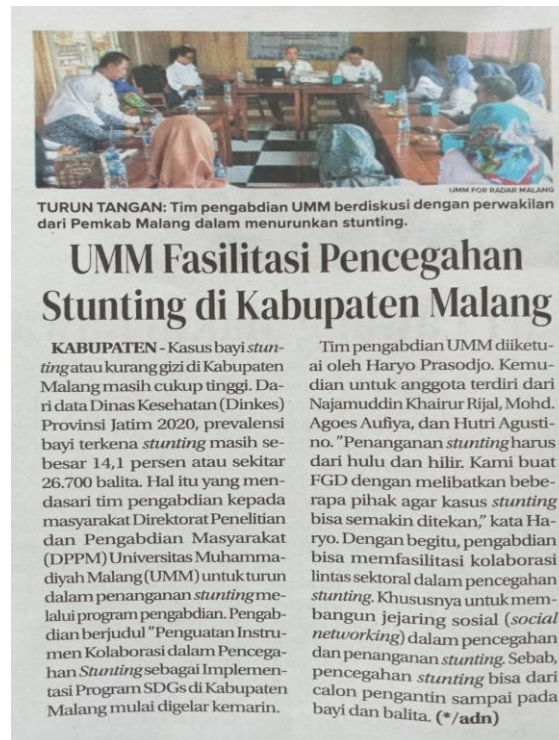 UMM FOR RADAR MALANG
TURUN TANGAN: Tim pengabdian UMM berdiskusi dengan perwakilan
dari Pemkab Malang dalam menurunkan stunting.
UMM Fasilitasi Pencegahan
Stunting di Kabupaten Malang
KABUPATEN - Kasus bayi stun-
ting atau kurang gizi di Kabupaten
Malang masih cukup tinggi. Da-
ri data Dinas Kesehatan (Dinkes)
Provinsi Jatim 2020, prevalensi
bayi terkena stunting masih se-
besar 14,1 persen atau sekitar
26.700 balita. Hal itu yang men-
dasari tim pengabdian kepada
masyarakat Direktorat Penelitian
dan Pengabdian Masyarakat
(DPPM) Universitas Muhamma-
diyah Malang (UMM) untuk turun
dalam penanganan stunting me-
lalui program pengabdian. Pengab-
dian berjudul "Penguatan Instru-
men Kolaborasi dalam Pencega-
han Stunting sebagai Implemen-
tasi Program SDGs di Kabupaten
Malang mulai digelar kemarin.
Tim pengabdian UMM diiketu-
ai oleh Haryo Prasodjo. Kemu-
dian untuk anggota terdiri dari
Najamuddin Khairur Rijal, Mohd.
Agoes Aufiya, dan Hutri Agusti-
no. "Penanganan stunting harus
dari hulu dan hilir. Kami buat
FGD dengan melibatkan bebe-
rapa pihak agar kasus stunting
bisa semakin ditekan," kata Ha-
ryo. Dengan begitu, pengabdian
bisa memfasilitasi kolaborasi
lintas sektoral dalam pencegahan
stunting. Khususnya untuk mem-
bangun jejaring sosial (social
networking) dalam pencegahan
dan penanganan stunting. Sebab,
pencegahan stunting bisa dari
calon pengantin sampai pada
bayi dan balita. (*/adn)